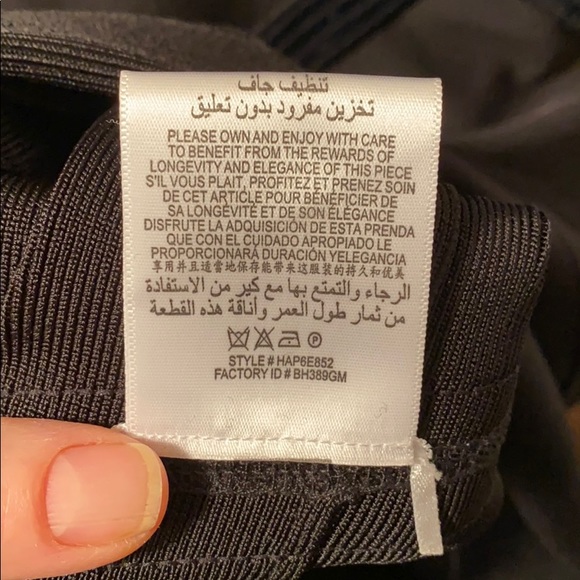 تنظيف جاف
تخزين مفرود بدون تعليق
PLEASE OWN AND ENJOY WITH CARE
TO BENEFIT FROM THE REWARDS OF
LONGEVITY AND ELEGANCE OF THIS PIECE
S'IL VOUS PLAIT, PROFITEZ ET PRENEZ SOIN
DE CET ARTICLE POUR BÉNÉFICIER DE
SA LONGÉVITÉ ET DE SON ÉLÉGANCE
DISFRUTE LA ADQUISICIÓN DE ESTA PRENDA
QUE CON EL CUIDADO APROPIADO LE
PROPORCIONARÁ DURACIÓN YELEGANCIA
享用并且适当地保存能带来这服装的持久和优美
الرجاء والتمتع بها مع كير من الاستفادة
من ثمار طول العمر وأناقة هذه القطعة
P
STYLE # HAP6E852
FACTORY ID # BH389GM